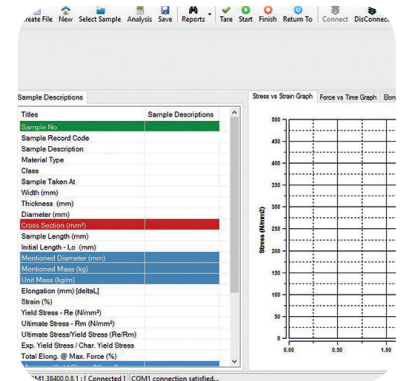 Create File New Select Sample Analysis Save Reports Tare Start Finish Return To Connect DisConnect
Sample Descriptions
Titles Sample Descriptions
Sample No
Sample Record Code
Sample Description
Material Type
Class
Sample Taken At
Width (mm)
Thickness (mm)
Diameter (mm)
Cross Section (mm²)
Sample Length (mm)
Initial Length - Lo (mm)
Mentioned Diameter (mm)
Mentioned Mass (kg)
Unit Mass (kg/m)
Elongation (mm) [deltaL]
Strain (%)
Yield Stress - Re (N/mm²)
Ultimate Stress - Rm (N/mm²)
Ultimate Stress/Yield Stress (Re/Rm)
Exp. Yield Stress / Char. Yield Stress
Total Elong. @ Max. Force (%)
Stress vs Strain Graph Force vs Time Graph Elon
Stress (N/mm2)
500
450
400
350
300
250
200
150
100
50
0
0.00 0.50 1.00
COM1,38400,0,8,1 : [ Connected ] COM1 connection satisfied...